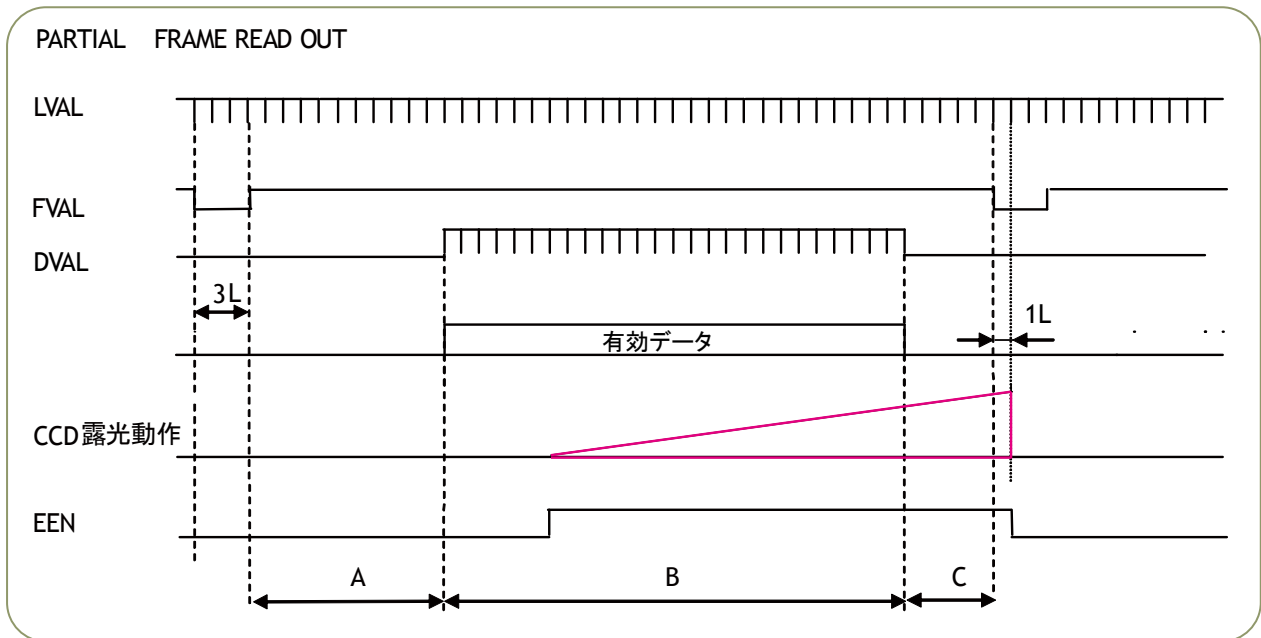 PARTIAL FRAME READ OUT
LVAL
FVAL
DVAL
3L
1L
有効データ
CCD露光動作
EEN
A B C